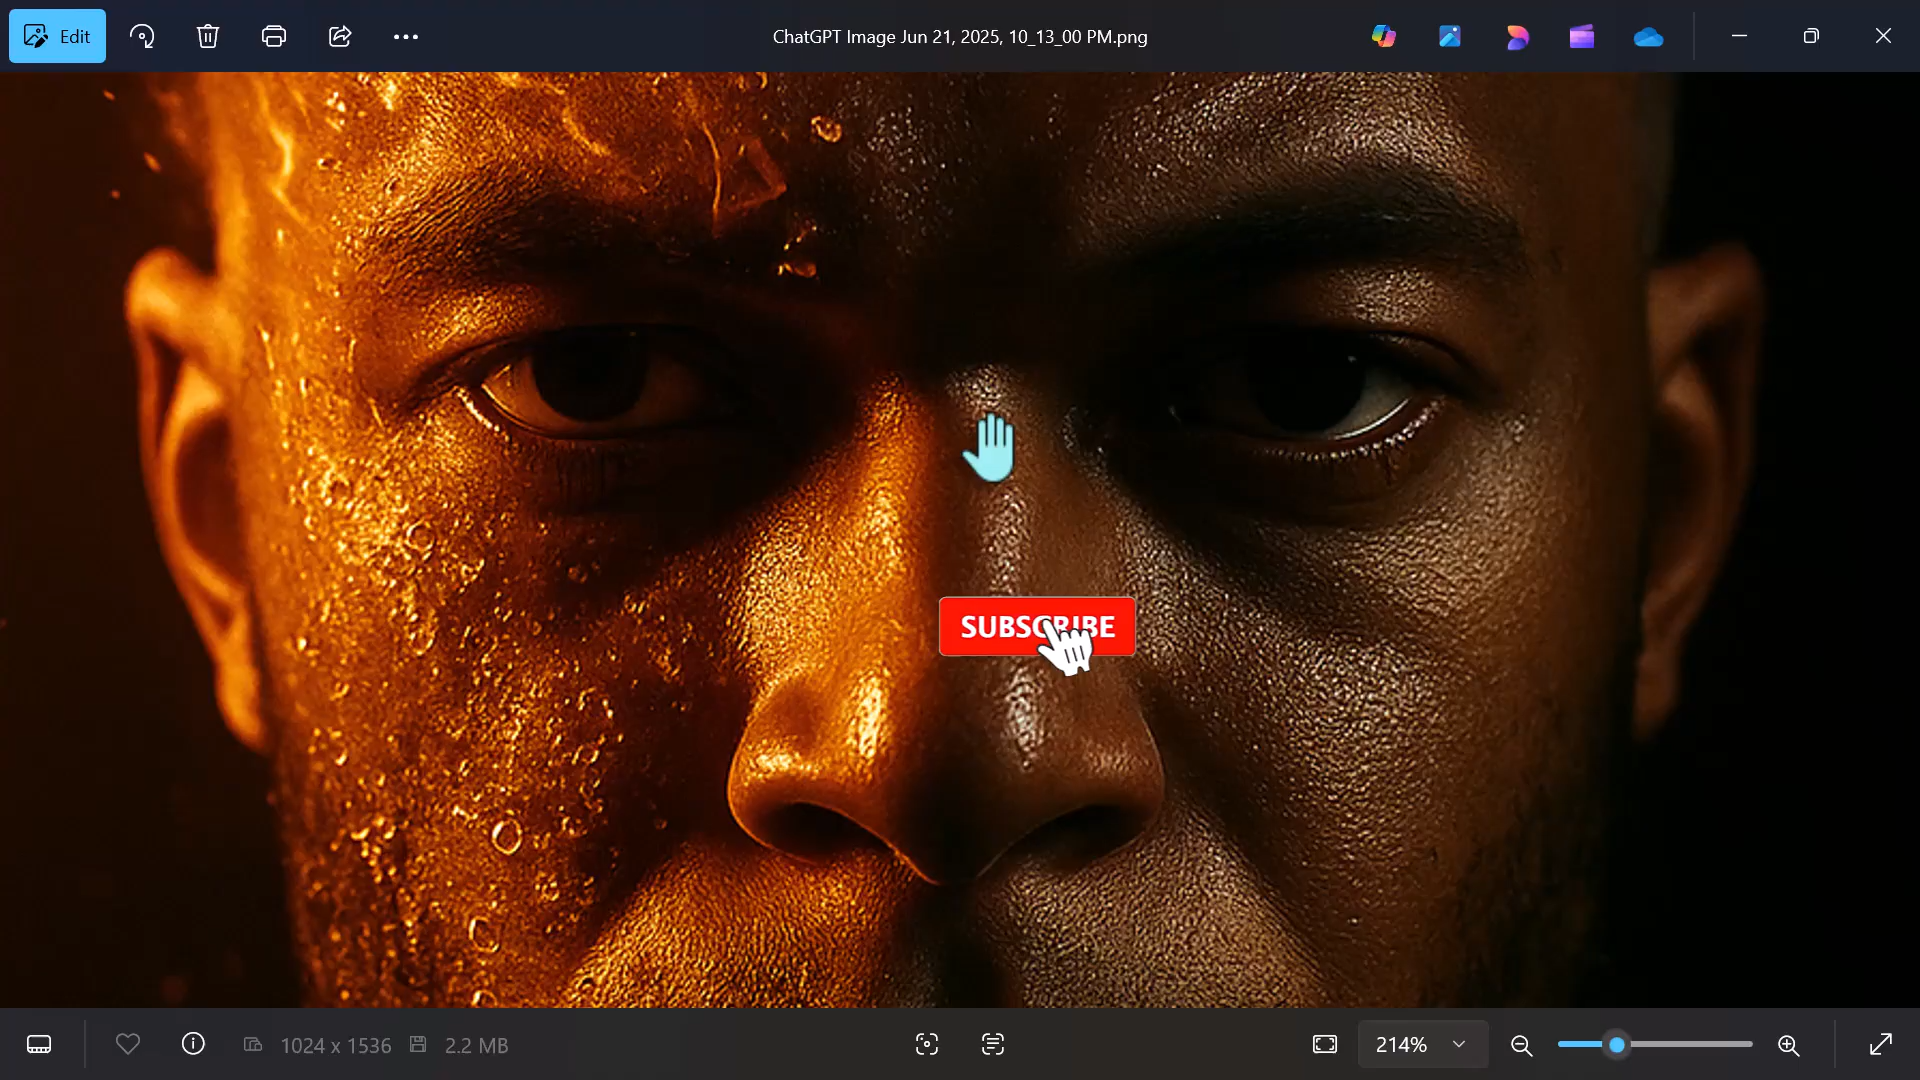 Edit
ChatGPT Image Jun 21, 2025, 10_13_00 PM.png
SUBSCRIBE
1024 x 1536
2.2 MB
214%